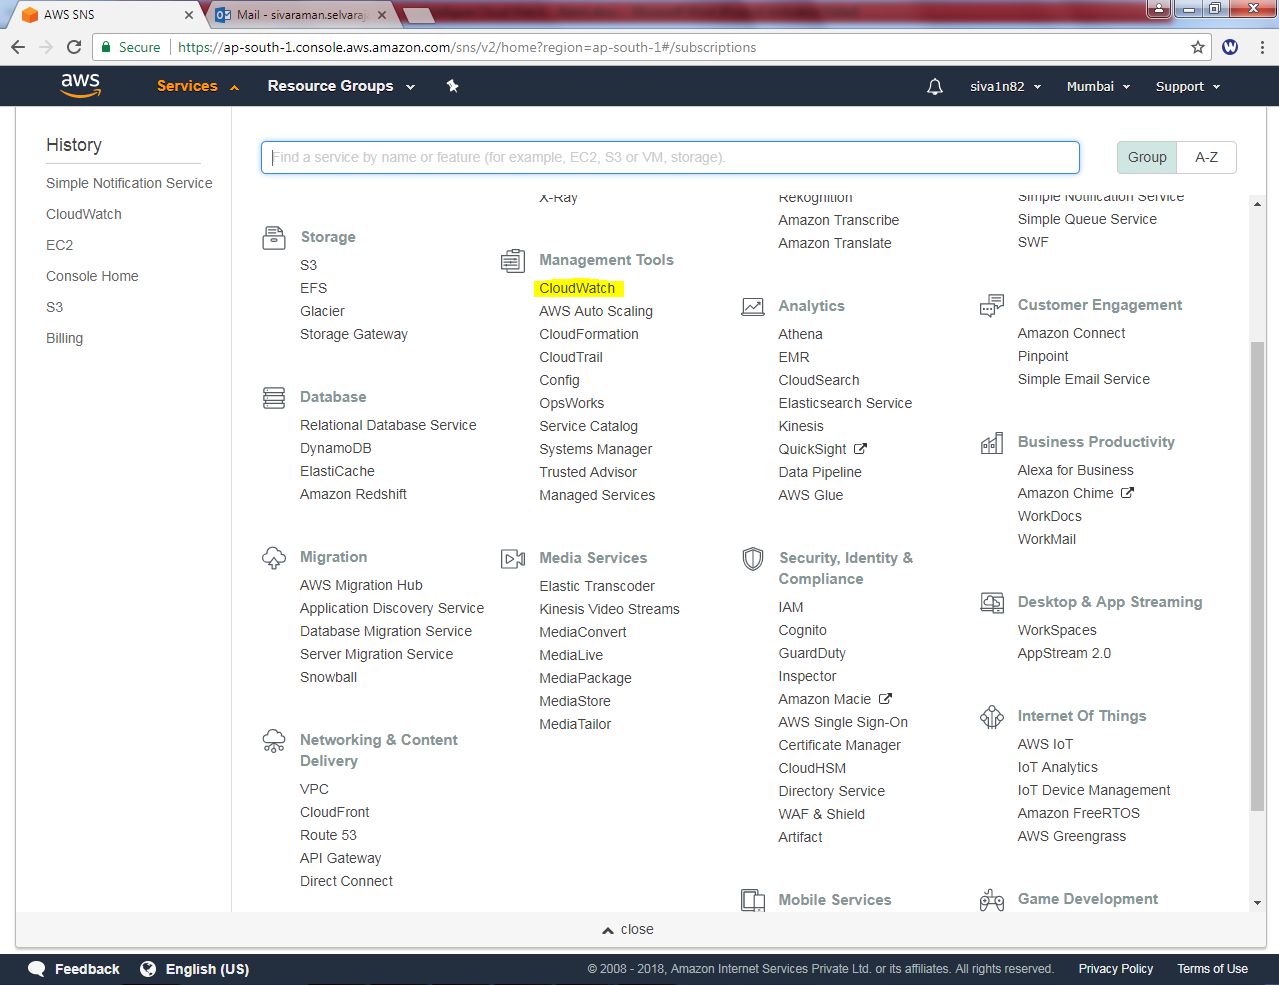 AWS SNS
Mail - sivaraman.selvaraj
Secure
https://ap-south-1.console.aws.amazon.com/sns/v2/home?region=ap-south-1#/subscriptions
aws
Services
Resource Groups
siva1n82
Mumbai
Support
History
Simple Notification Service
CloudWatch
EC2
Console Home
S3
Billing
Find a service by name or feature (for example, EC2, S3 or VM, storage).
Group
A-Z
Storage
S3
EFS
Glacier
Storage Gateway
Database
Relational Database Service
DynamoDB
ElastiCache
Amazon Redshift
Migration
AWS Migration Hub
Application Discovery Service
Database Migration Service
Server Migration Service
Snowball
Networking & Content
Delivery
VPC
CloudFront
Route 53
API Gateway
Direct Connect
X-Ray
Management Tools
CloudWatch
AWS Auto Scaling
CloudFormation
CloudTrail
Config
OpsWorks
Service Catalog
Systems Manager
Trusted Advisor
Managed Services
Media Services
Elastic Transcoder
Kinesis Video Streams
MediaConvert
MediaLive
MediaPackage
MediaStore
MediaTailor
Rekognition
Amazon Transcribe
Amazon Translate
Analytics
Athena
EMR
CloudSearch
Elasticsearch Service
Kinesis
QuickSight
Data Pipeline
AWS Glue
Security, Identity &
Compliance
IAM
Cognito
GuardDuty
Inspector
Amazon Macie
AWS Single Sign-On
Certificate Manager
CloudHSM
Directory Service
WAF & Shield
Artifact
Mobile Services
Simple Notification Service
Simple Queue Service
SWF
Customer Engagement
Amazon Connect
Pinpoint
Simple Email Service
Business Productivity
Alexa for Business
Amazon Chime
WorkDocs
WorkMail
Desktop & App Streaming
WorkSpaces
AppStream 2.0
Internet Of Things
AWS IoT
IoT Analytics
IoT Device Management
Amazon FreeRTOS
AWS Greengrass
Game Development
close
Feedback
English (US)
© 2008 - 2018, Amazon Internet Services Private Ltd. or its affiliates. All rights reserved.
Privacy Policy
Terms of Use